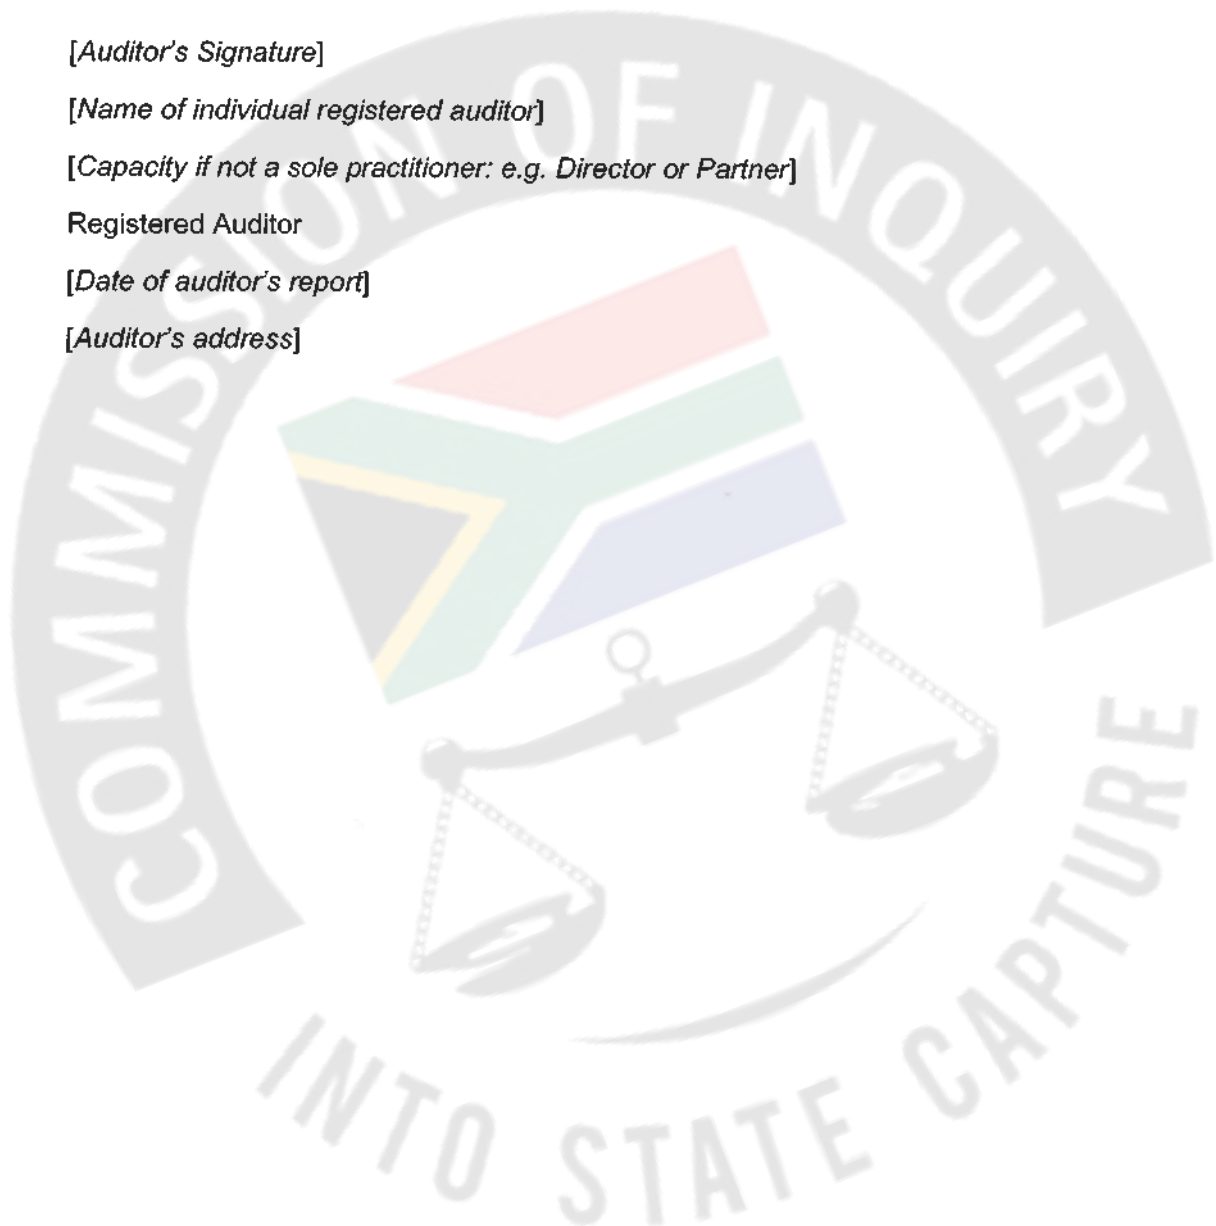 [Auditor's Signature]
[Name of individual registered auditor]
[Capacity if not a sole practitioner: e.g. Director or Partner]
Registered Auditor
[Date of auditor's report]
[Auditor's address]
COMMISSION OF INQUIRY
INTO STATE CAPTURE